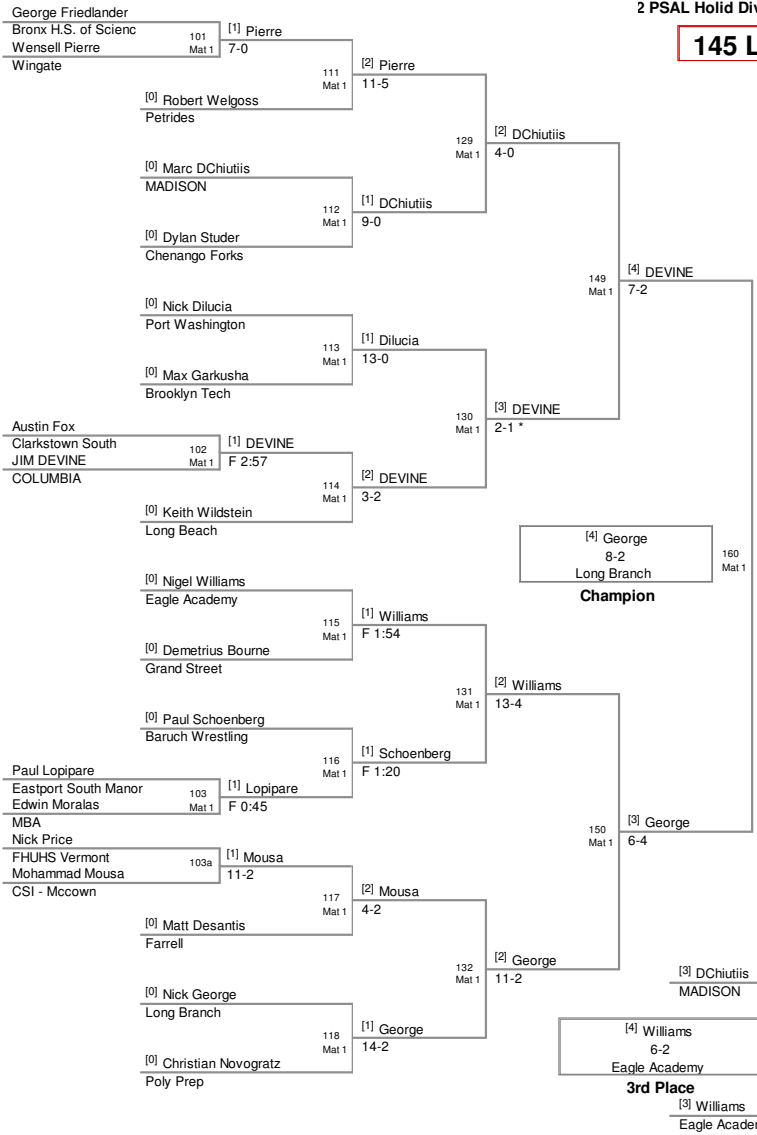 2 PSAL Holid Div
145 L
George Friedlander
Bronx H.S. of Scienc
Wensell Pierre
Wingate
101
Mat 1
[1] Pierre
7-0
[0] Robert Welgoss
Petrides
111
Mat 1
[2] Pierre
11-5
[0] Marc DChiutiis
MADISON
[0] Dylan Studer
Chenango Forks
112
Mat 1
[1] DChiutiis
9-0
129
Mat 1
[2] DChiutiis
4-0
[0] Nick Dilucia
Port Washington
[0] Max Garkusha
Brooklyn Tech
113
Mat 1
[1] Dilucia
13-0
Austin Fox
Clarkstown South
JIM DEVINE
COLUMBIA
102
Mat 1
[1] DEVINE
F 2:57
[0] Keith Wildstein
Long Beach
114
Mat 1
[2] DEVINE
3-2
130
Mat 1
[3] DEVINE
2-1 *
149
Mat 1
[4] DEVINE
7-2
[4] George
8-2
Long Branch
Champion
160
Mat 1
[0] Nigel Williams
Eagle Academy
[0] Demetrius Bourne
Grand Street
115
Mat 1
[1] Williams
F 1:54
[0] Paul Schoenberg
Baruch Wrestling
Paul Lopipare
Eastport South Manor
Edwin Moralas
MBA
103
Mat 1
[1] Lopipare
F 0:45
116
Mat 1
[1] Schoenberg
F 1:20
131
Mat 1
[2] Williams
13-4
Nick Price
FHUHS Vermont
Mohammad Mousa
CSI - Mccown
103a
[1] Mousa
11-2
[0] Matt Desantis
Farrell
117
Mat 1
[2] Mousa
4-2
[0] Nick George
Long Branch
[0] Christian Novogratz
Poly Prep
118
Mat 1
[1] George
14-2
132
Mat 1
[2] George
11-2
150
Mat 1
[3] George
6-4
[3] DChiutiis
MADISON
[4] Williams
6-2
Eagle Academy
3rd Place
[3] Williams
Eagle Acader